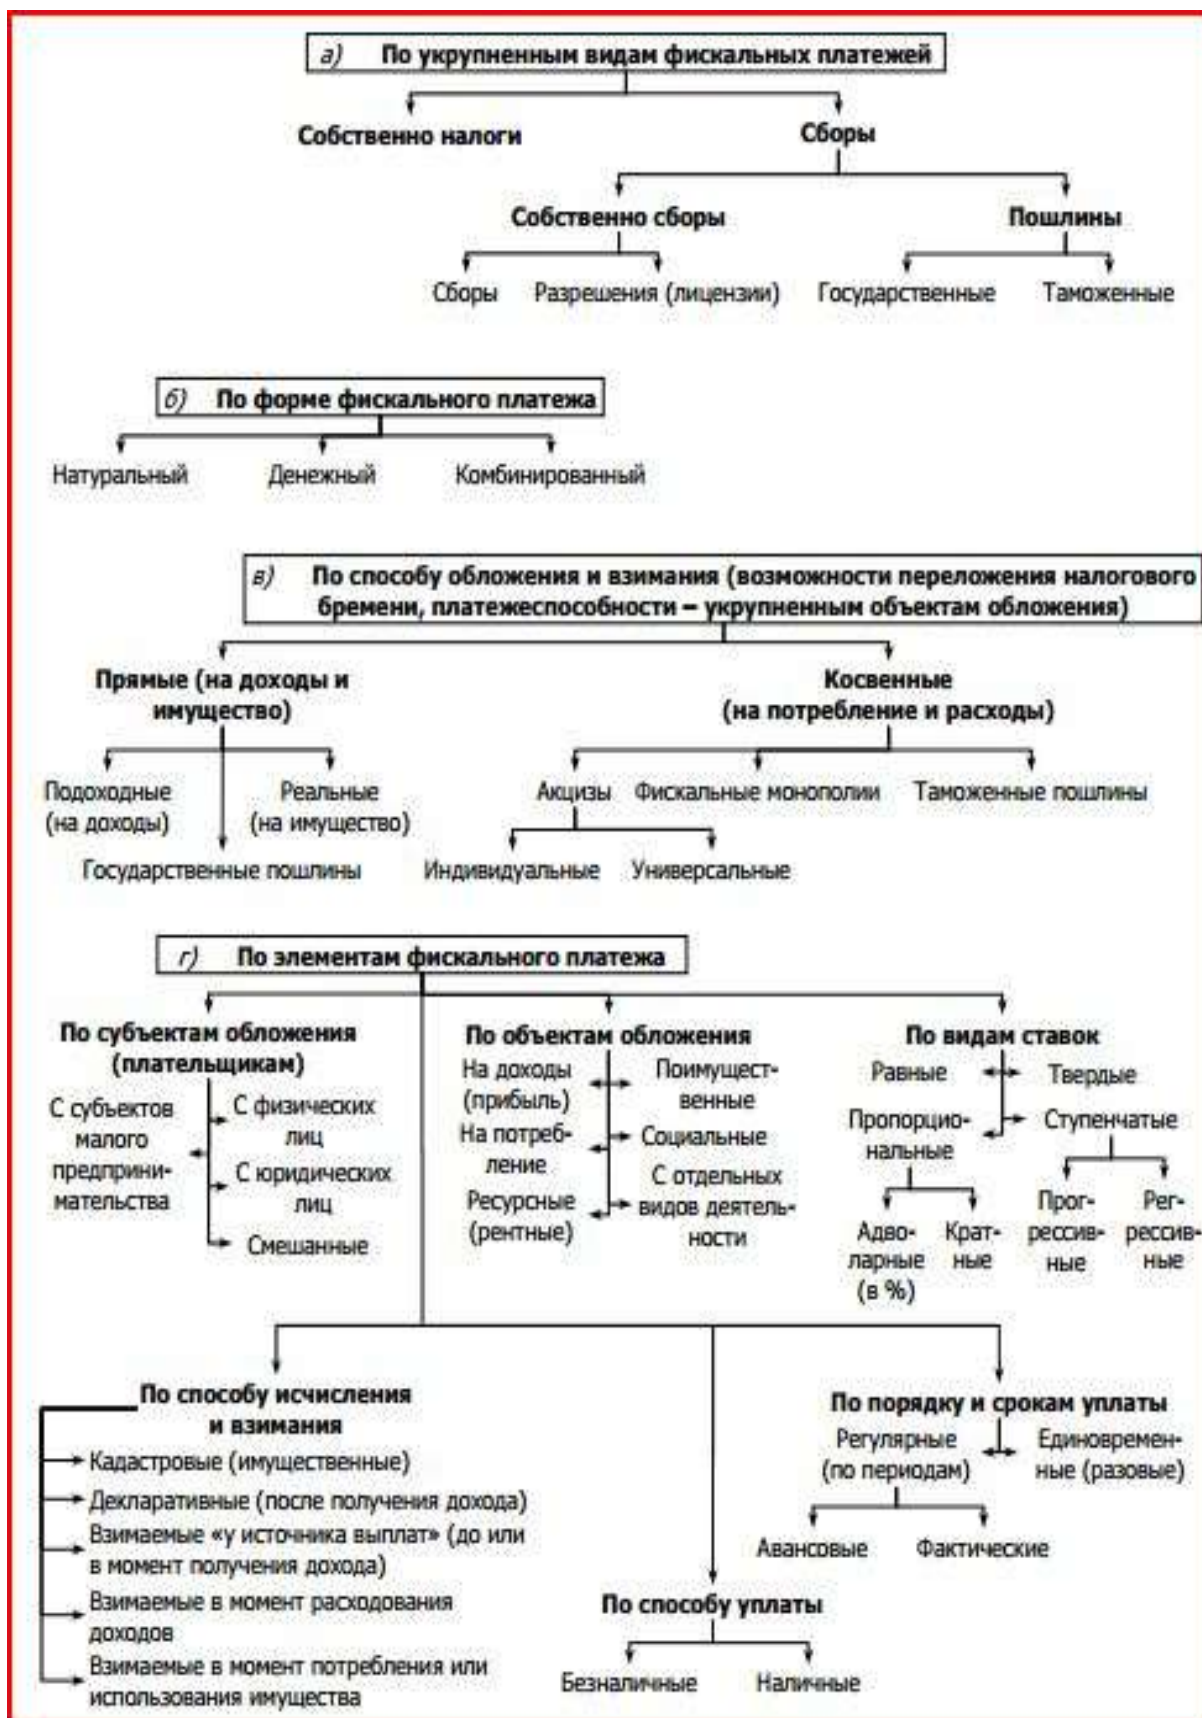 а) По укрупненным видам фискальных платежей
Собственно налоги
Сборы
Собственно сборы
Пошлины
Сборы
Разрешения (лицензии)
Государственные
Таможенные
б) По форме фискального платежа
Натуральный
Денежный
Комбинированный
в) По способу обложения и взимания (возможности переложения налогового
бремени, платежеспособности – укрупненным объектам обложения)
Прямые (на доходы и
имущество)
Косвенные
(на потребление и расходы)
Подоходные
(на доходы)
Реальные
(на имущество)
Государственные пошлины
Акцизы
Фискальные монополии
Таможенные пошлины
Индивидуальные
Универсальные
г) По элементам фискального платежа
По субъектам обложения
(плательщикам)
С субъектов
малого
предприни-
мательства
С физических
лиц
С юридических
лиц
Смешанные
По объектам обложения
На доходы
(прибыль)
Поимущест-
венные
На потреб-
ление
Социальные
Ресурсные
(рентные)
С отдельных
видов деятель-
ности
По видам ставок
Равные
Твердые
Пропорцио-
нальные
Ступенчатые
Адво-
ларные
(в %)
Крат-
ные
Прог-
рессив-
ные
Рег-
рессив-
ные
По способу исчисления
и взимания
Кадастровые (имущественные)
Декларативные (после получения дохода)
Взимаемые «у источника выплат» (до или
в момент получения дохода)
Взимаемые в момент расходования
доходов
Взимаемые в момент потребления или
использования имущества
По порядку и срокам уплаты
Регулярные
(по периодам)
Единовремен-
ные (разовые)
Авансовые
Фактические
По способу уплаты
Безналичные
Наличные